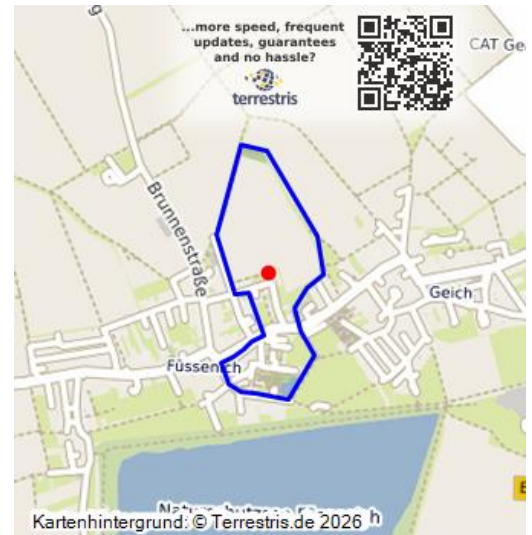 ...more speed, frequent
updates, guarantees
and no hassle?
terrestris
CAT Ge
g
Brunnenstraße
Geich
Füssenich
Kartenhintergrund: © Terrestris.de 2026